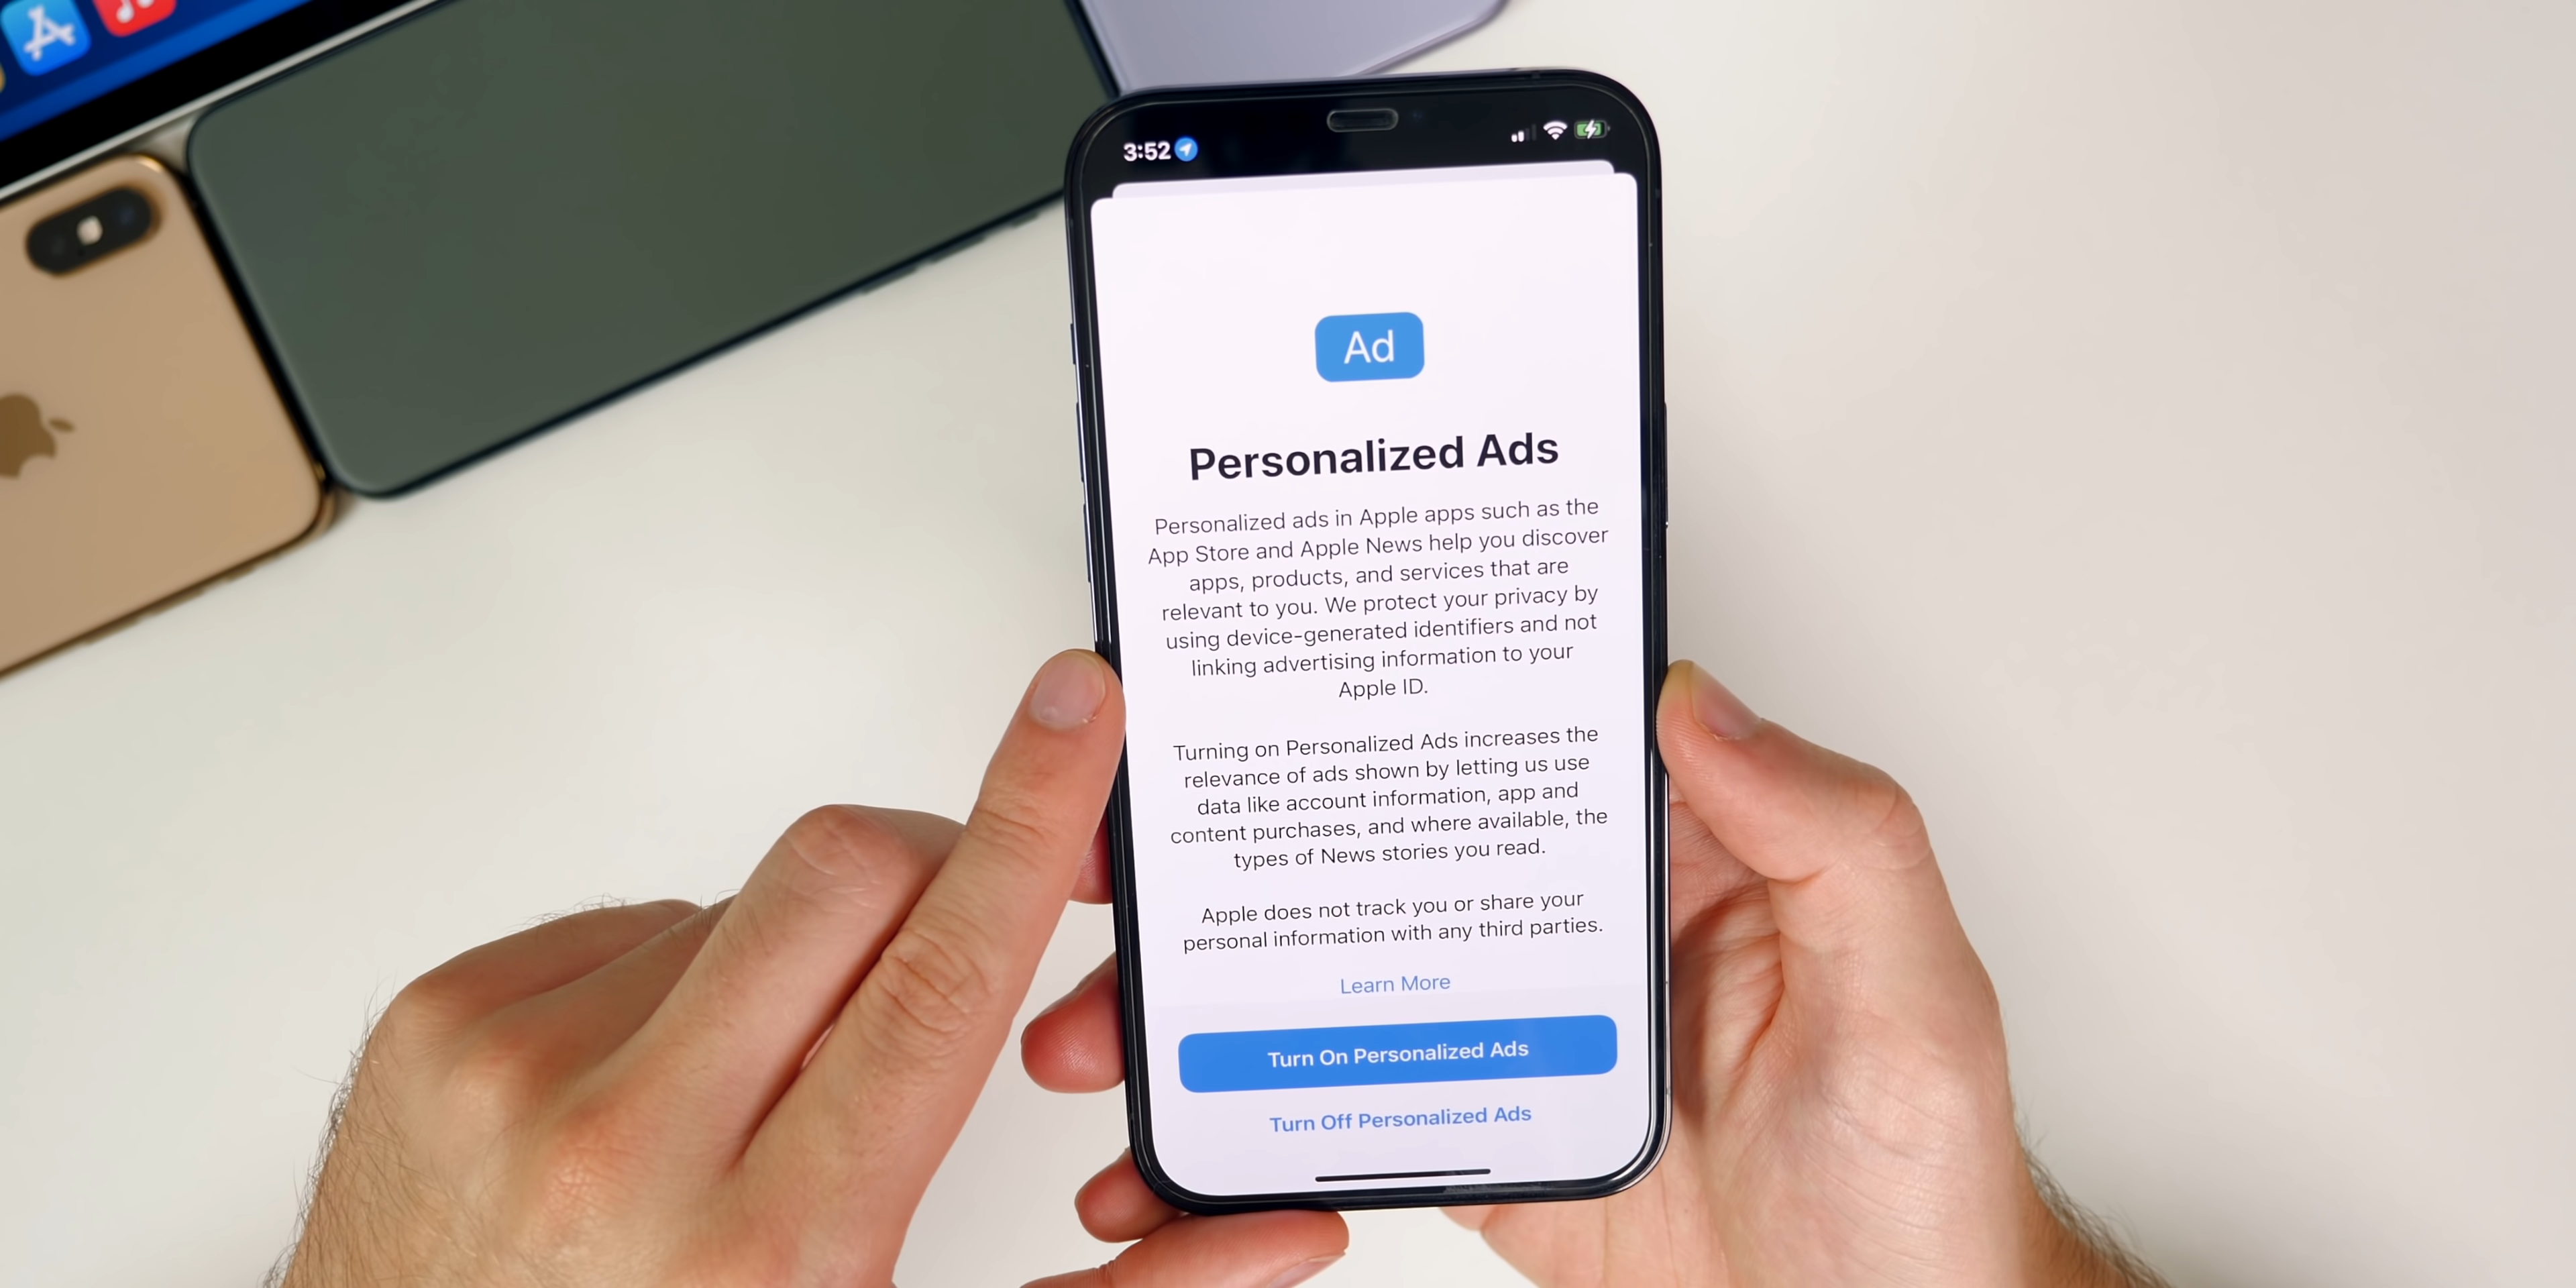 3:52
Ad
Personalized Ads
Personalized ads in Apple apps such as the
App Store and Apple News help you discover
apps, products, and services that are
relevant to you. We protect your privacy by
using device-generated identifiers and not
linking advertising information to your
Apple ID.
Turning on Personalized Ads increases the
relevance of ads shown by letting us use
data like account information, app and
content purchases, and where available, the
types of News stories you read.
Apple does not track you or share your
personal information with any third parties.
Learn More
Turn On Personalized Ads
Turn Off Personalized Ads